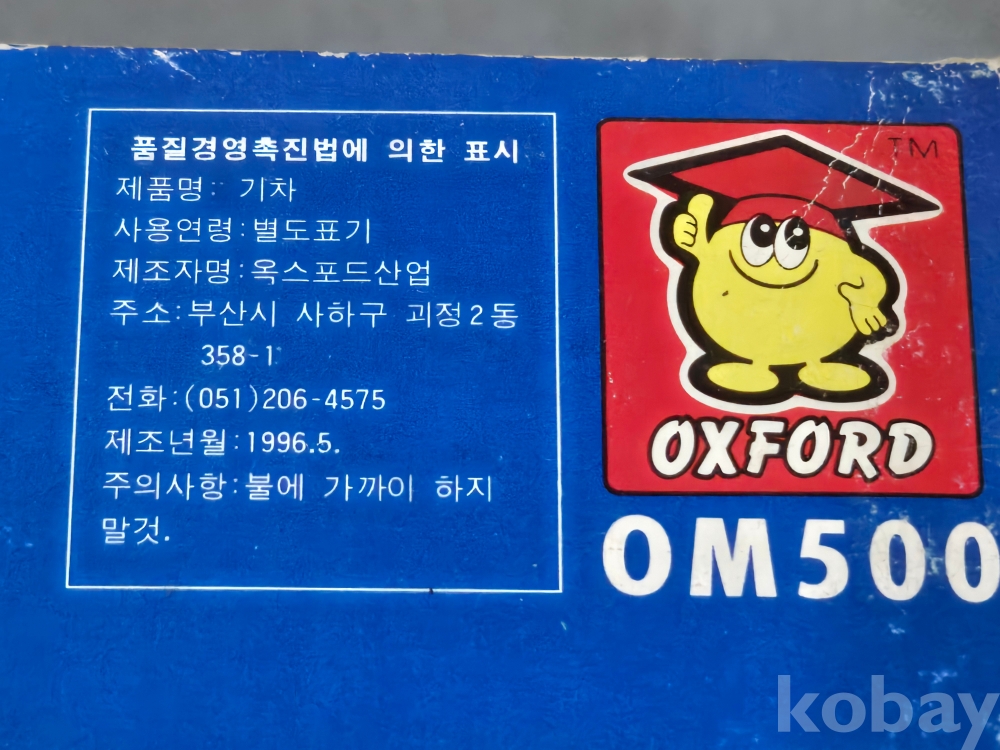 품질경영촉진법에 의한 표시
제품명: 기차
사용연령:별도표기
제조자명:옥스포드산업
주소:부산시 사하구 괴정2동
358-1
전화:(051)206-4575
제조년월:1996.5.
주의사항:불에 가까이 하지
말것.
TM
OXFORD
OM500
kobay